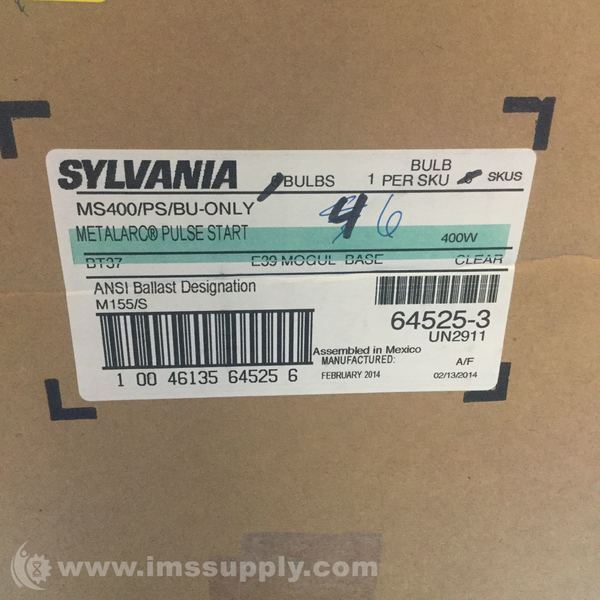 SYLVANIA
BULBS
BULB
1 PER SKU
SKUS
MS400/PS/BU-ONLY
4 6
METALARC® PULSE START
400W
BT37
E39 MOGUL BASE
CLEAR
ANSI Ballast Designation
M155/S
64525-3
UN2911
Assembled in Mexico
MANUFACTURED:
A/F
FEBRUARY 2014
02/13/2014
1 00 46135 64525 6
www.imssupply.com